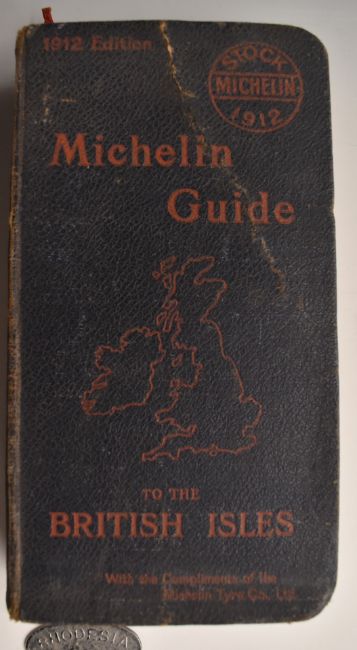 1912 Edition
STOCK
MICHELIN
1912
Michelin
Guide
TO THE
BRITISH ISLES
With the Compliments of the
Michelin Tyre Co., Ltd.
RHODESIA